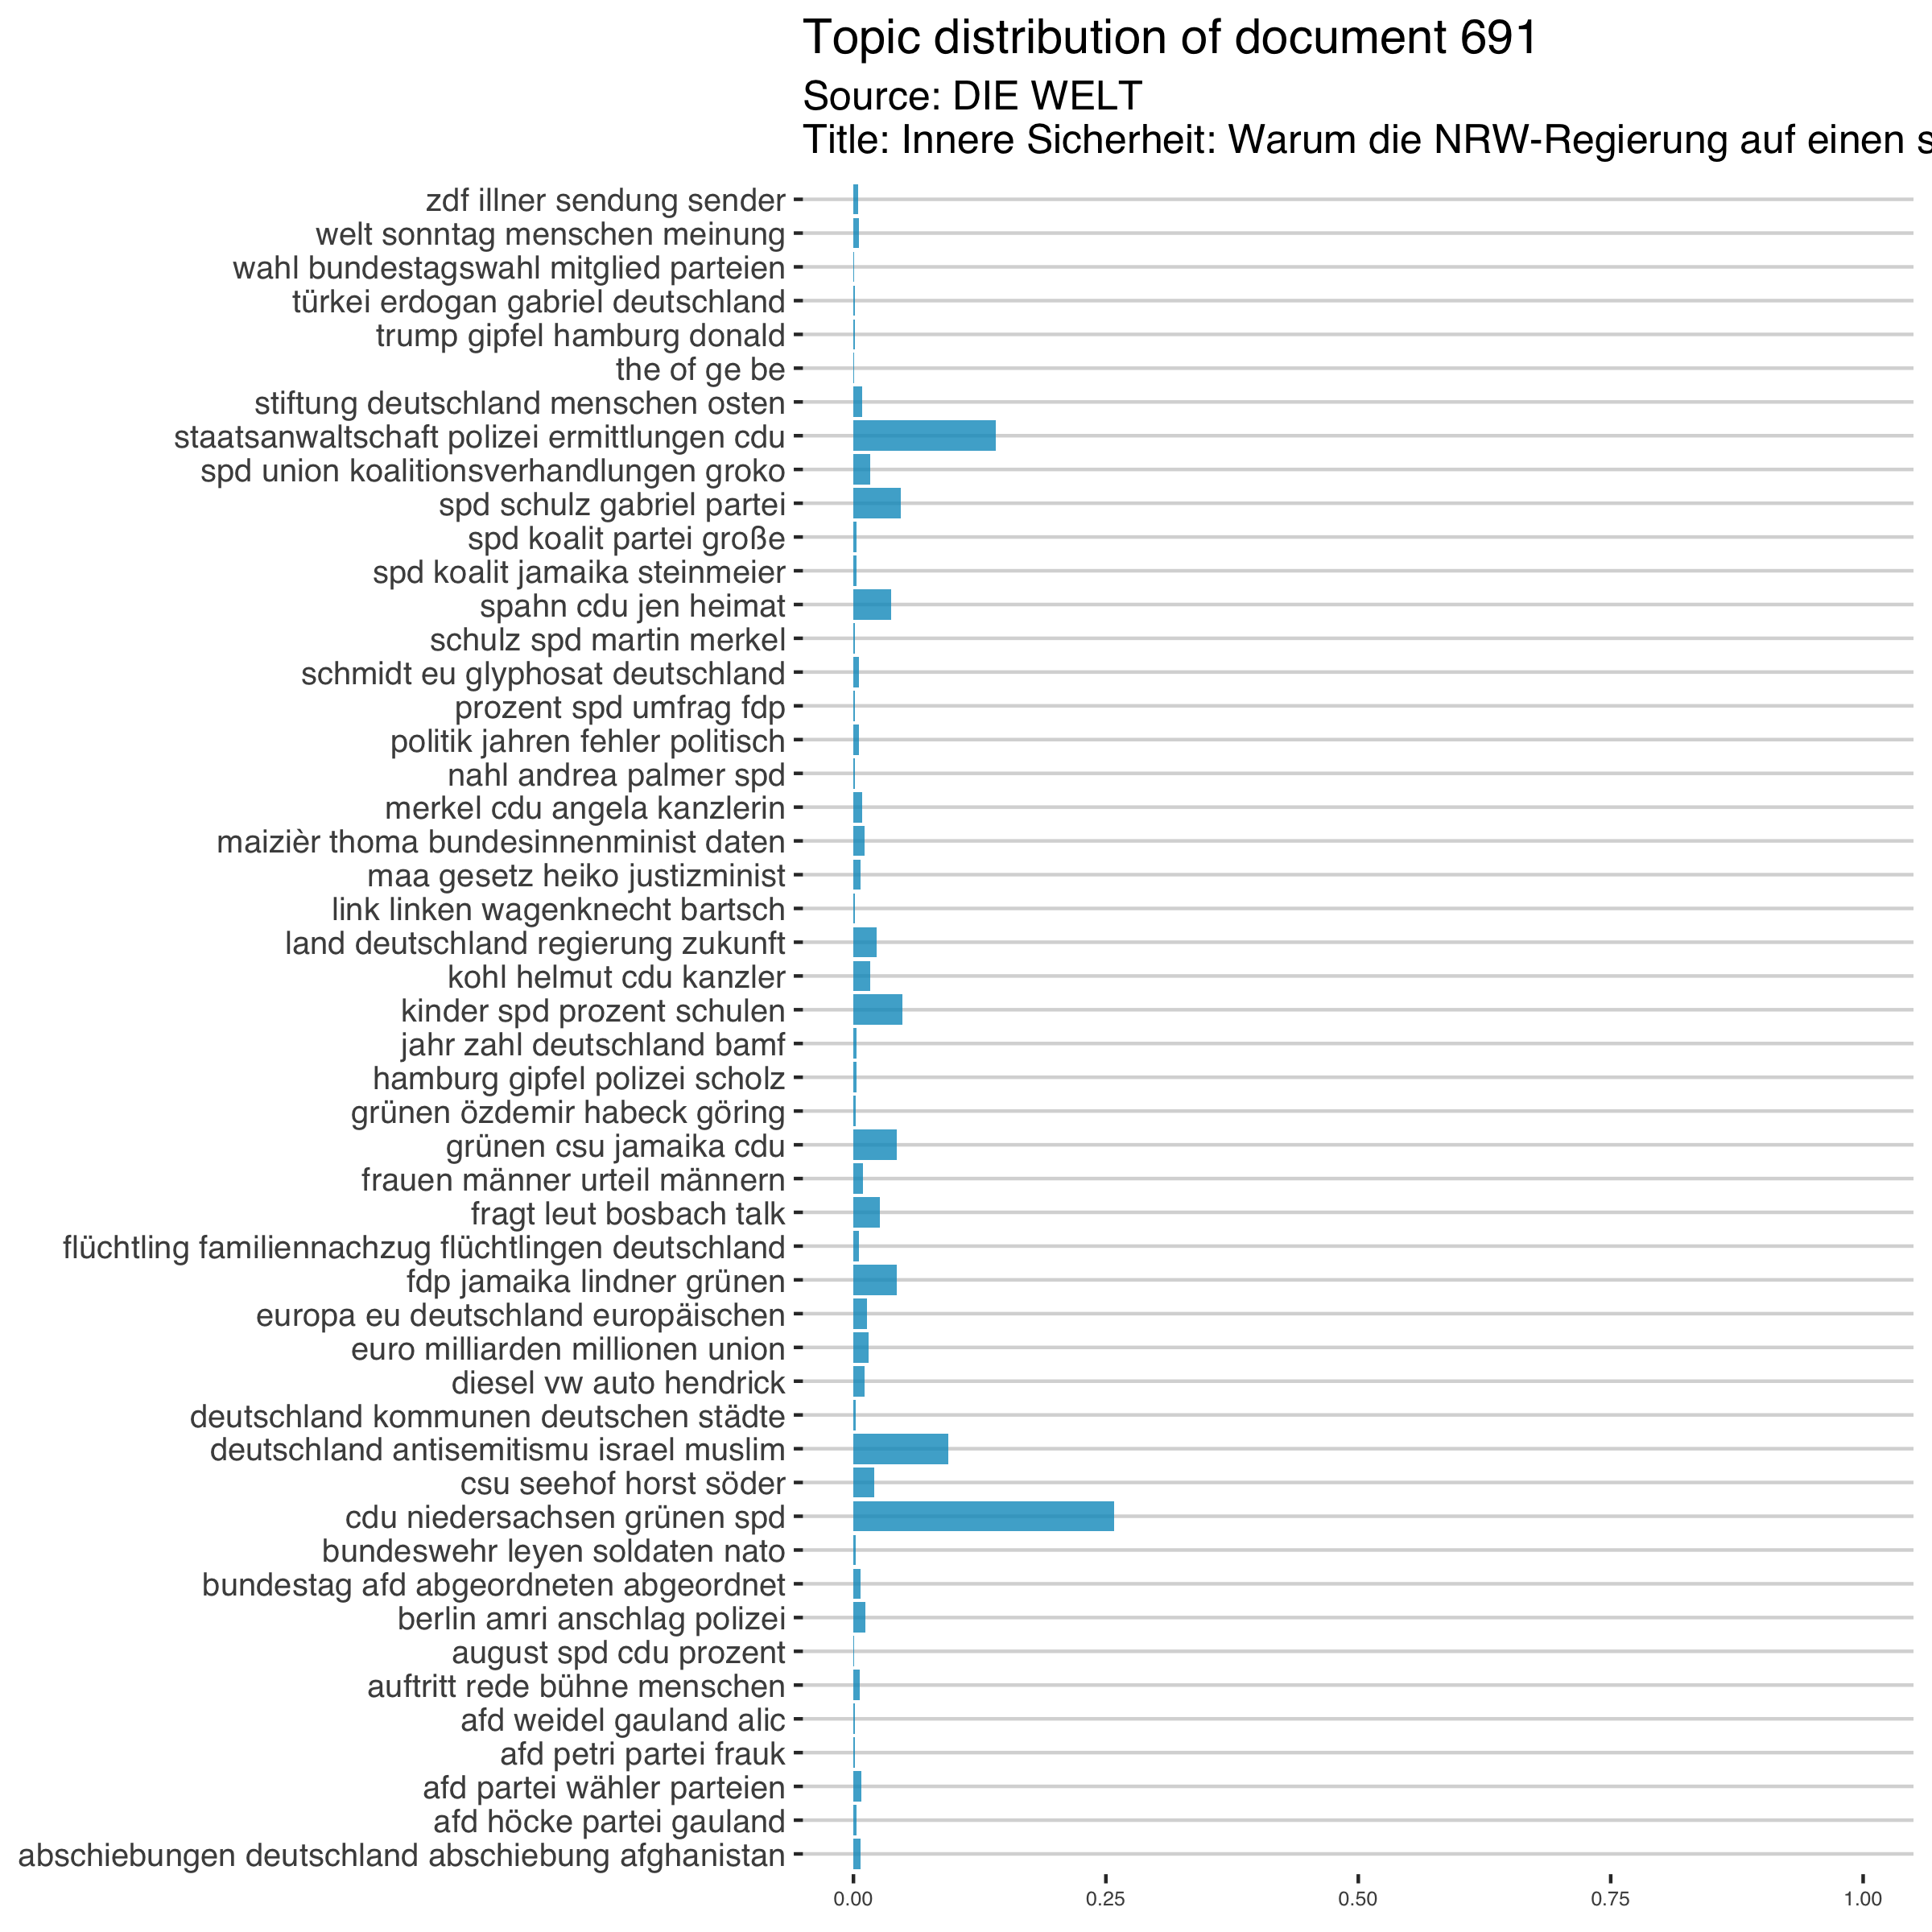 Topic distribution of document 691
Source: DIE WELT
Title: Innere Sicherheit: Warum die NRW-Regierung auf einen s
zdf illner sendung sender
welt sonntag menschen meinung
wahl bundestagswahl mitglied parteien
türkei erdogan gabriel deutschland
trump gipfel hamburg donald
the of ge be
stiftung deutschland menschen osten
staatsanwaltschaft polizei ermittlungen cdu
spd union koalitionsverhandlungen groko
spd schulz gabriel partei
spd koalit partei große
spd koalit jamaika steinmeier
spahn cdu jen heimat
schulz spd martin merkel
schmidt eu glyphosat deutschland
prozent spd umfrag fdp
politik jahren fehler politisch
nahl andrea palmer spd
merkel cdu angela kanzlerin
maizièr thoma bundesinnenminist daten
maa gesetz heiko justizminist
link linken wagenknecht bartsch
land deutschland regierung zukunft
kohl helmut cdu kanzler
kinder spd prozent schulen
jahr zahl deutschland bamf
hamburg gipfel polizei scholz
grünen özdemir habeck göring
grünen csu jamaika cdu
frauen männer urteil männern
fragt leut bosbach talk
flüchtling familiennachzug flüchtlingen deutschland
fdp jamaika lindner grünen
europa eu deutschland europäischen
euro milliarden millionen union
diesel vw auto hendrick
deutschland kommunen deutschen städte
deutschland antisemitismu israel muslim
csu seehof horst söder
cdu niedersachsen grünen spd
bundeswehr leyen soldaten nato
bundestag afd abgeordneten abgeordnet
berlin amri anschlag polizei
august spd cdu prozent
auftritt rede bühne menschen
afd weidel gauland alic
afd petri partei frauk
afd partei wähler parteien
afd höcke partei gauland
abschiebungen deutschland abschiebung afghanistan
0.00 0.25 0.50 0.75 1.00